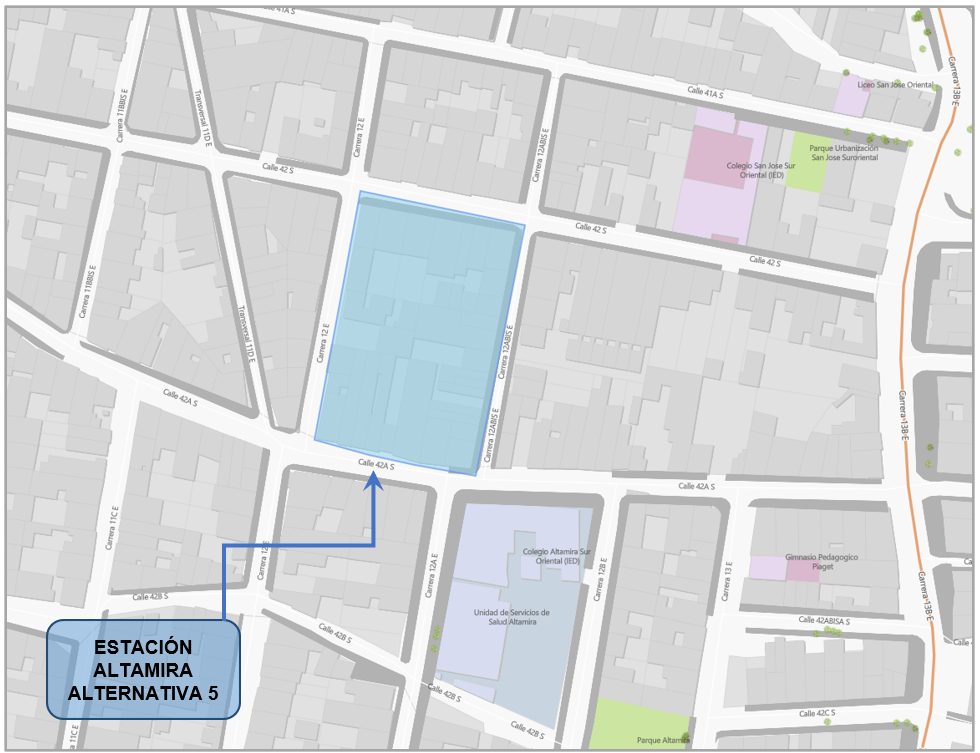 Calle 41A S
Carrera 13B E
Liceo San Jose Oriental
Calle 41A S
Carrera 11BBIS E
Transversal 11D E
Carrera 12 E
Carrera 12ABIS E
Parque Urbanización
San Jose Suroriental
Colegio San Jose Sur
Oriental (IED)
Calle 42 S
Calle 42 S
Calle 42 S
Carrera 11BBIS E
Transversal 11D E
Carrera 12 E
Carrera 12ABIS E
Calle 42A S
Carrera 13B E
Carrera 12ABIS E
Calle 42A S
Calle 42A S
Carrera 11C E
Carrera 12 E
Carrera 12A E
Colegio Altamira Sur
Oriental (IED)
Carrera 12B E
Carrera 13 E
Gimnasio Pedagogico
Piaget
Carrera 13B E
Calle 42B S
Unidad de Servicios de
Salud Altamira
Calle 42ABISA S
Calle 42B S
Calle
ESTACIÓN
ALTAMIRA
ALTERNATIVA 5
Calle 42B S
Calle 42B S
Calle 42C S
Parque Altamira
11C E